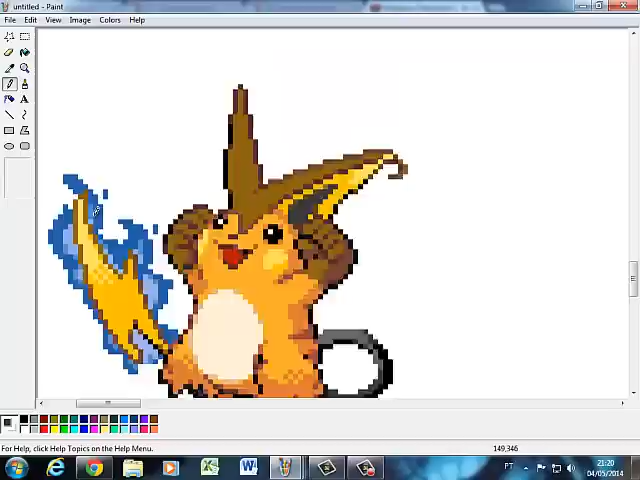 untitled - Paint
File Edit View Image Colors Help
A
For Help, click Help Topics on the Help Menu.
149,346
PT
21:20
04/05/2014